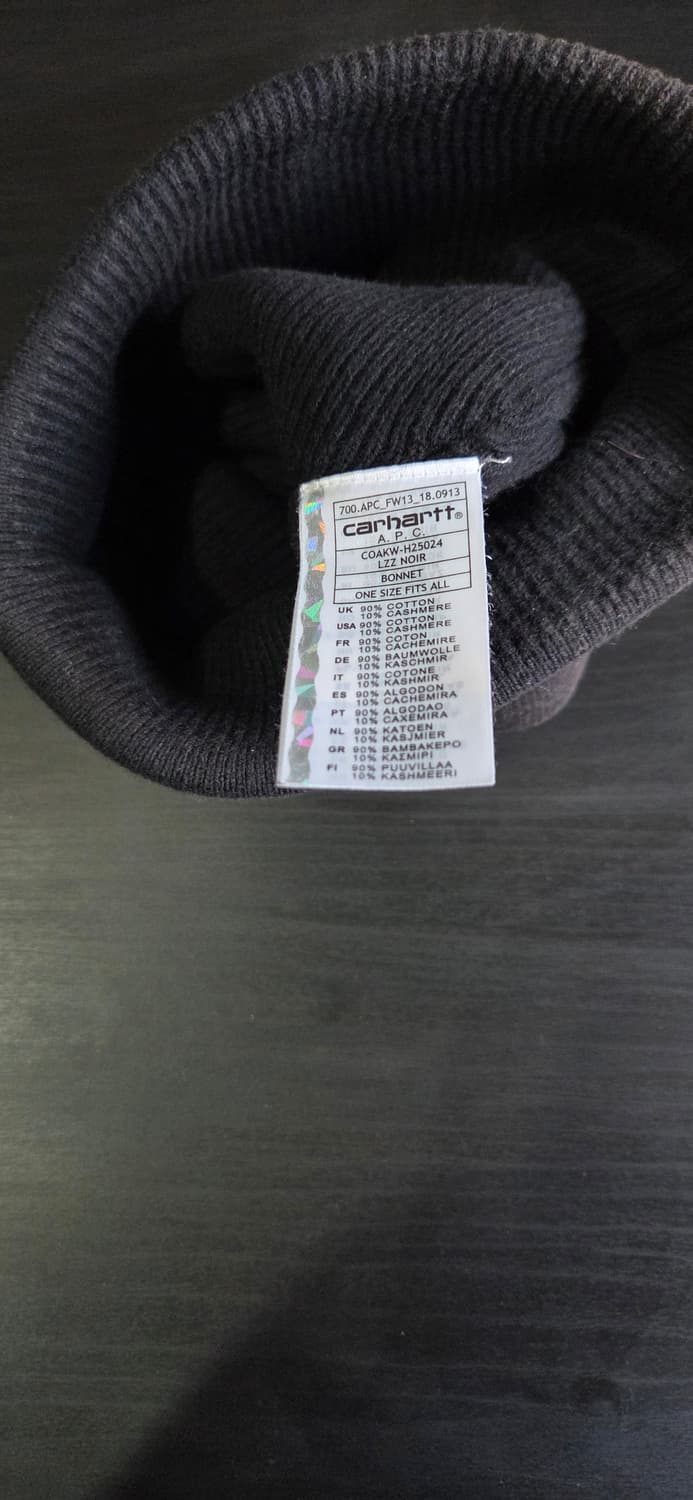 700.APC_FW13_18.0913
carhartt®
A. P. C.
COAKW-H25024
LZZ NOIR
BONNET
ONE SIZE FITS ALL
UK 90% COTTON
10% CASHMERE
USA 90% COTTON
10% CASHMERE
FR 90% COTON
10% CACHEMIRE
DE 90% BAUMWOLLE
10% KASCHMIR
IT 90% COTONE
10% KASHMIR
ES 90% ALGODON
10% CACHEMIRA
PT 90% ALGODAO
10% CAXEMIRA
NL 90% KATOEN
10% KASJMIER
GR 90% ΒΑΜΒΑΚΕΡΟ
10% ΚΑΣΜΙΡΙ
FI 90% PUUVILLAA
10% KASHMEERI